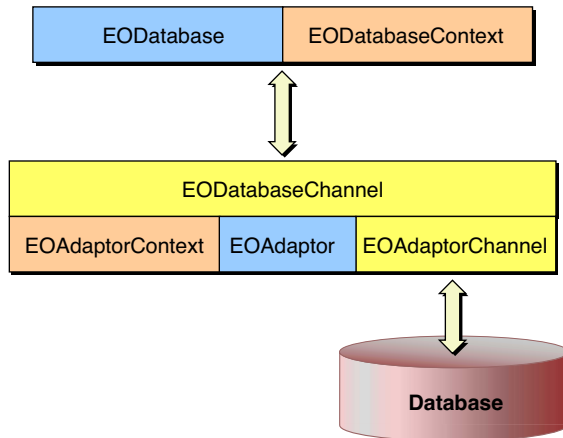 EODatabase
EODatabaseContext
EODatabaseChannel
EOAdaptorContext
EOAdaptor
EOAdaptorChannel
Database